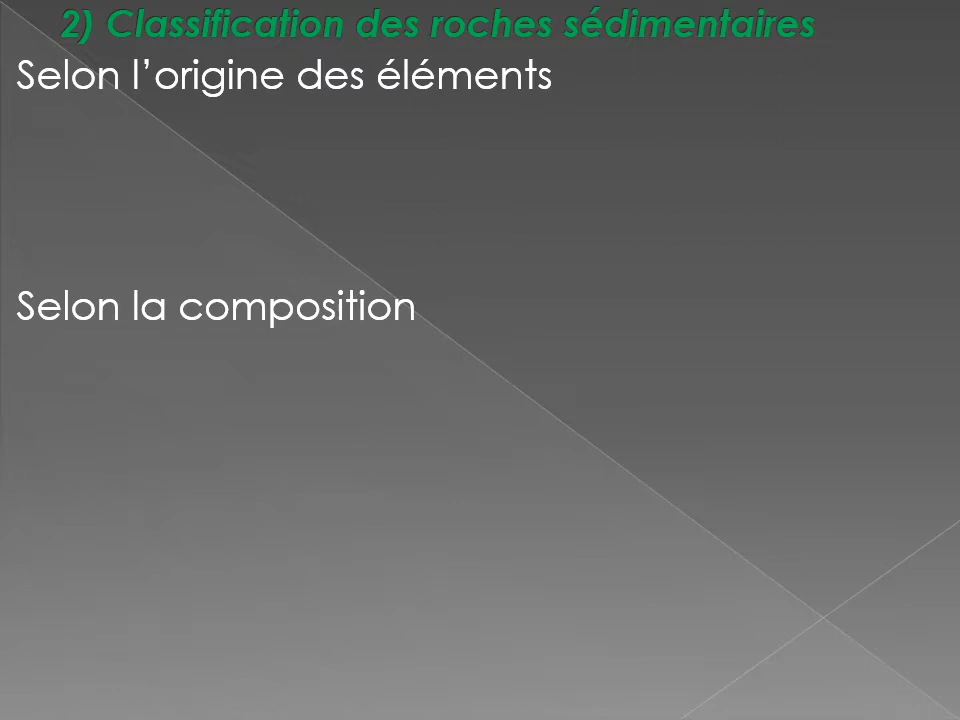 2) Classification des roches sédimentaires
Selon l’origine des éléments
Selon la composition